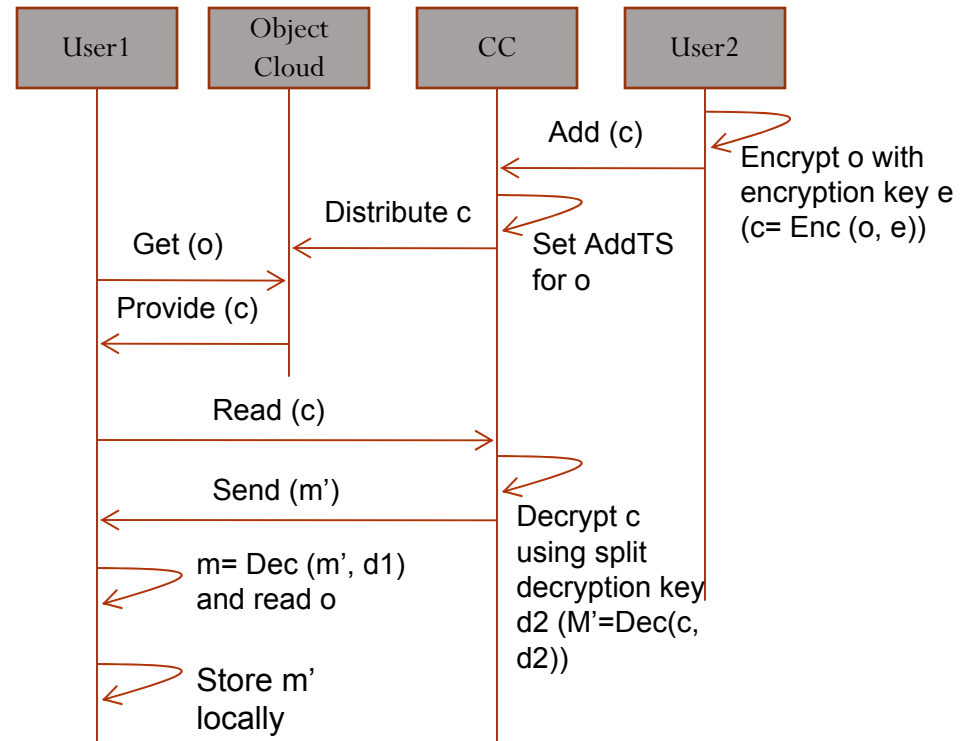 User1
Object
Cloud
CC
User2
Add (c)
Encrypt o with
encryption key e
(c= Enc (o, e))
Distribute c
Set AddTS
for o
Get (o)
Provide (c)
Read (c)
Send (m’)
Decrypt c
using split
decryption key
d2 (M’=Dec(c,
d2))
m= Dec (m’, d1)
and read o
Store m’
locally